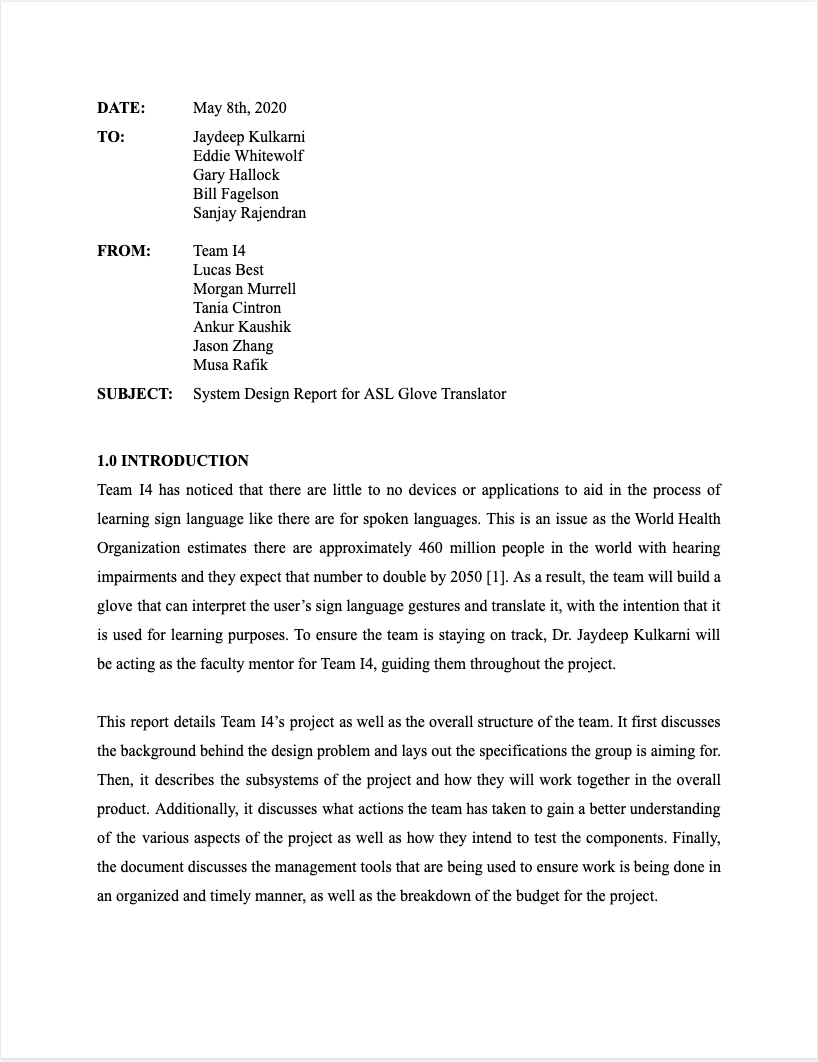 DATE: May 8th, 2020
TO: Jaydeep Kulkarni
Eddie Whitewolf
Gary Hallock
Bill Fagelson
Sanjay Rajendran
FROM: Team I4
Lucas Best
Morgan Murrell
Tania Cintron
Ankur Kaushik
Jason Zhang
Musa Rafik
SUBJECT: System Design Report for ASL Glove Translator
1.0 INTRODUCTION
Team I4 has noticed that there are little to no devices or applications to aid in the process of
learning sign language like there are for spoken languages. This is an issue as the World Health
Organization estimates there are approximately 460 million people in the world with hearing
impairments and they expect that number to double by 2050 [1]. As a result, the team will build a
glove that can interpret the user’s sign language gestures and translate it, with the intention that it
is used for learning purposes. To ensure the team is staying on track, Dr. Jaydeep Kulkarni will
be acting as the faculty mentor for Team I4, guiding them throughout the project.
This report details Team I4’s project as well as the overall structure of the team. It first discusses
the background behind the design problem and lays out the specifications the group is aiming for.
Then, it describes the subsystems of the project and how they will work together in the overall
product. Additionally, it discusses what actions the team has taken to gain a better understanding
of the various aspects of the project as well as how they intend to test the components. Finally,
the document discusses the management tools that are being used to ensure work is being done in
an organized and timely manner, as well as the breakdown of the budget for the project.